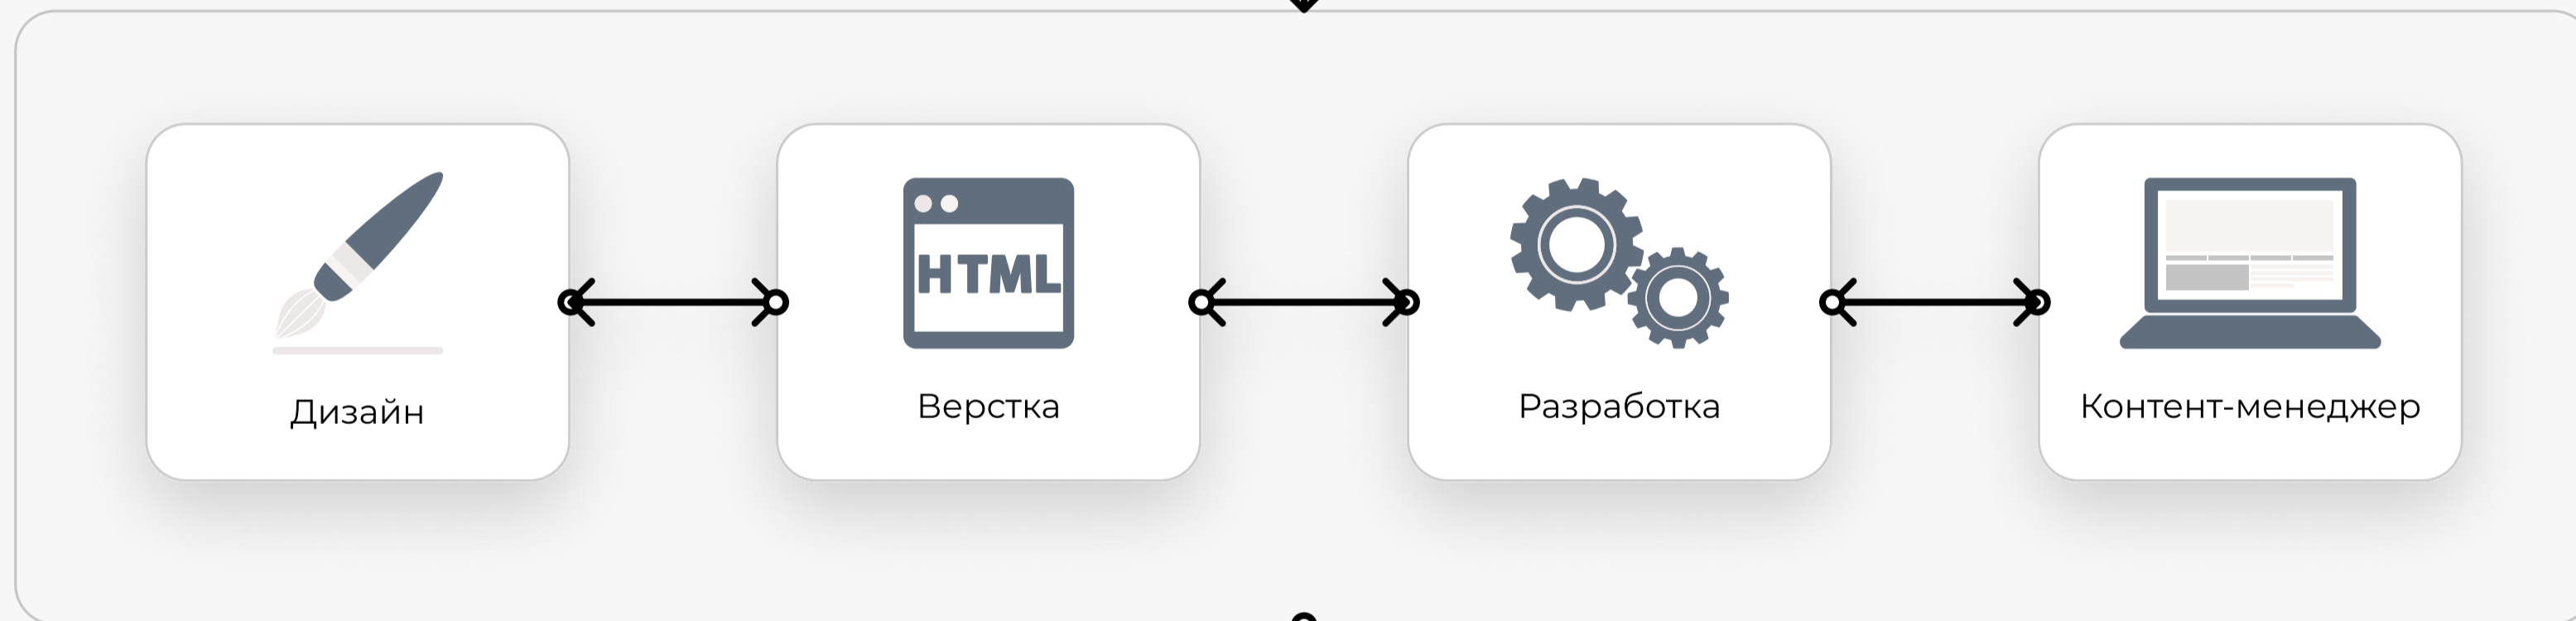 HTML
Дизайн
Верстка
Разработка
Контент-менеджер